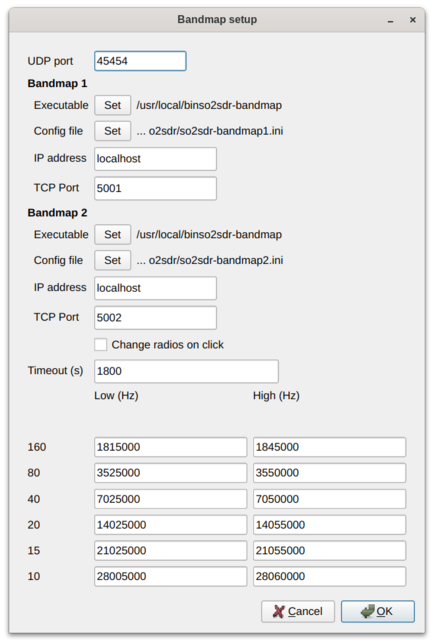 Bandmap setup
UDP port 45454
Bandmap 1
Executable Set /usr/local/binso2sdr-bandmap
Config file Set ... o2sdr/so2sdr-bandmap1.ini
IP address localhost
TCP Port 5001
Bandmap 2
Executable Set /usr/local/binso2sdr-bandmap
Config file Set ... o2sdr/so2sdr-bandmap2.ini
IP address localhost
TCP Port 5002
Change radios on click
Timeout (s) 1800
Low (Hz) High (Hz)
160 1815000 1845000
80 3525000 3550000
40 7025000 7050000
20 14025000 14055000
15 21025000 21055000
10 28005000 28060000
Cancel OK